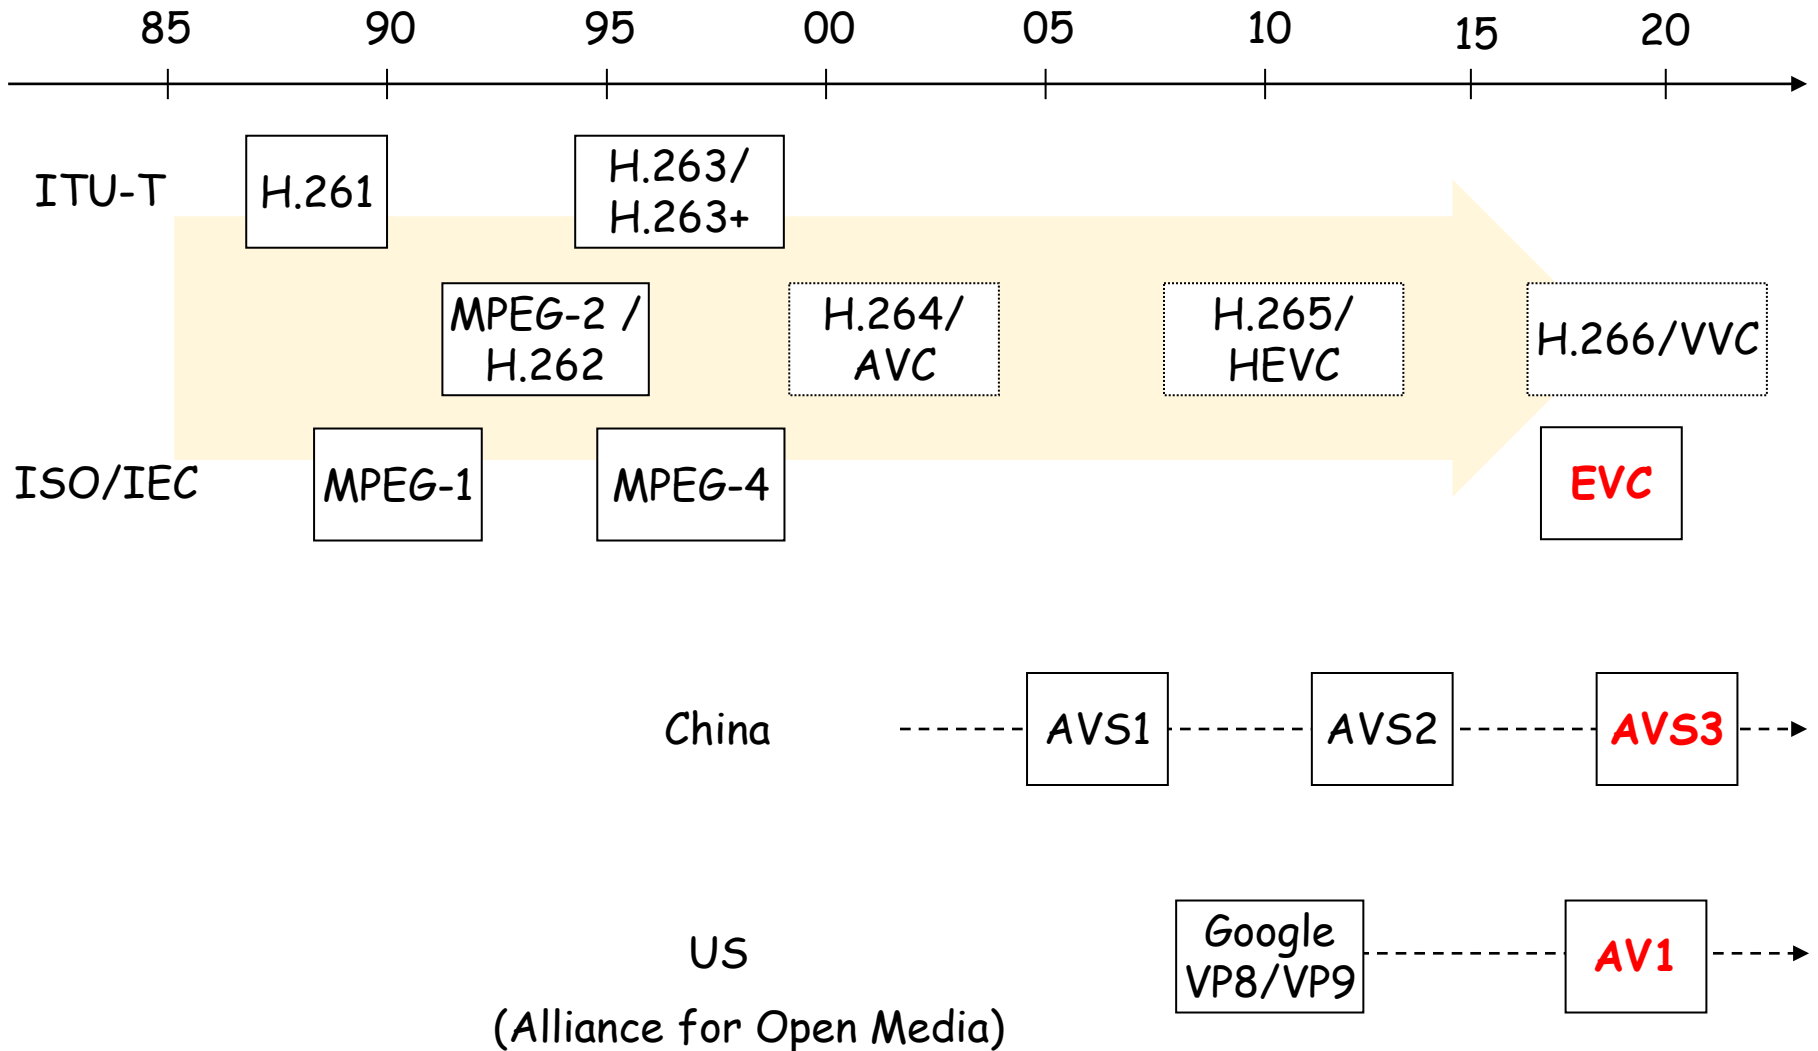 85 90 95 00 05 10 15 20
ITU-T
H.261
H.263/
H.263+
MPEG-2 /
H.262
H.264/
AVC
H.265/
HEVC
H.266/VVC
ISO/IEC
MPEG-1
MPEG-4
EVC
China
AVS1
AVS2
AVS3
US
(Alliance for Open Media)
Google
VP8/VP9
AV1